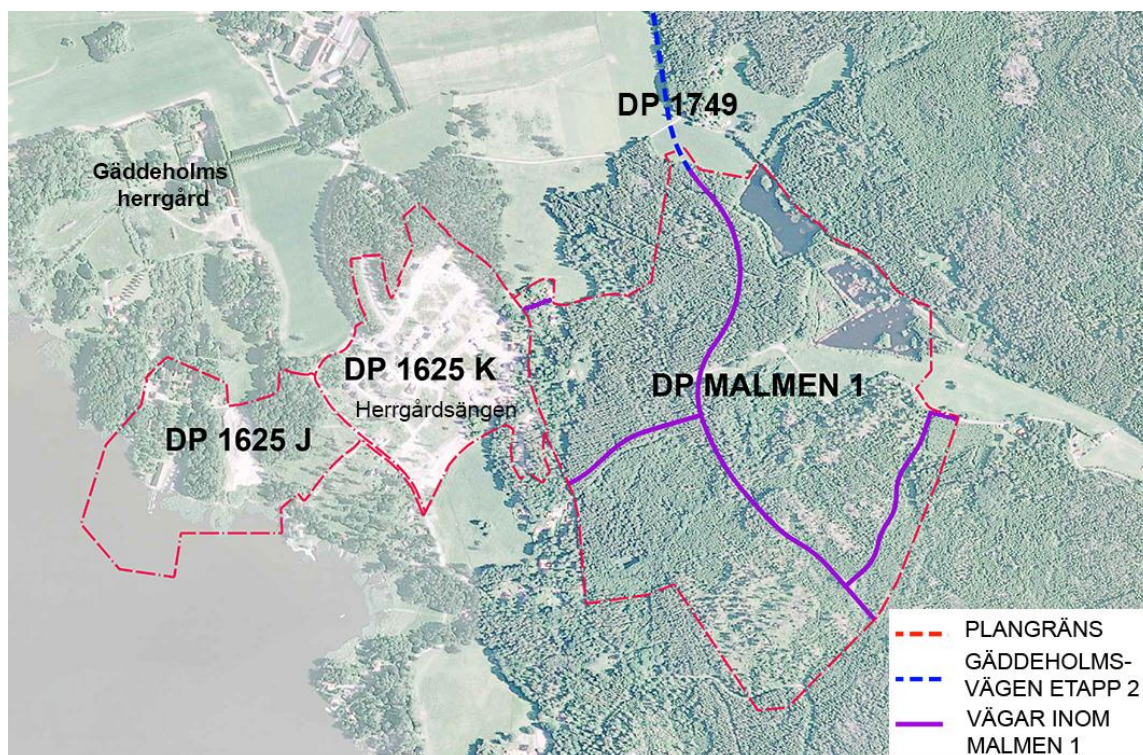 DP 1749
Gäddeholms
herrgård
DP 1625 K
Herrgårdsängen
DP MALMEN 1
DP 1625 J
PLANGRÄNS
GÄDDEHOLMS-
VÄGEN ETAPP 2
VÄGAR INOM
MALMEN 1